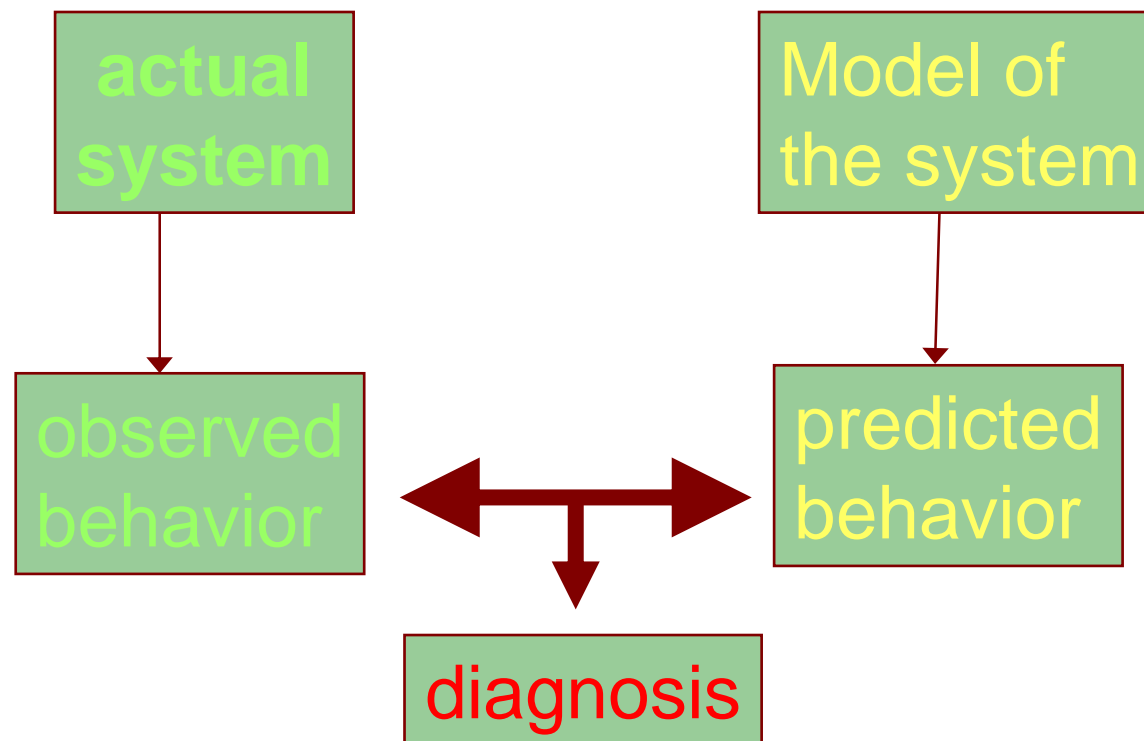 actual
system
Model of
the system
observed
behavior
predicted
behavior
diagnosis